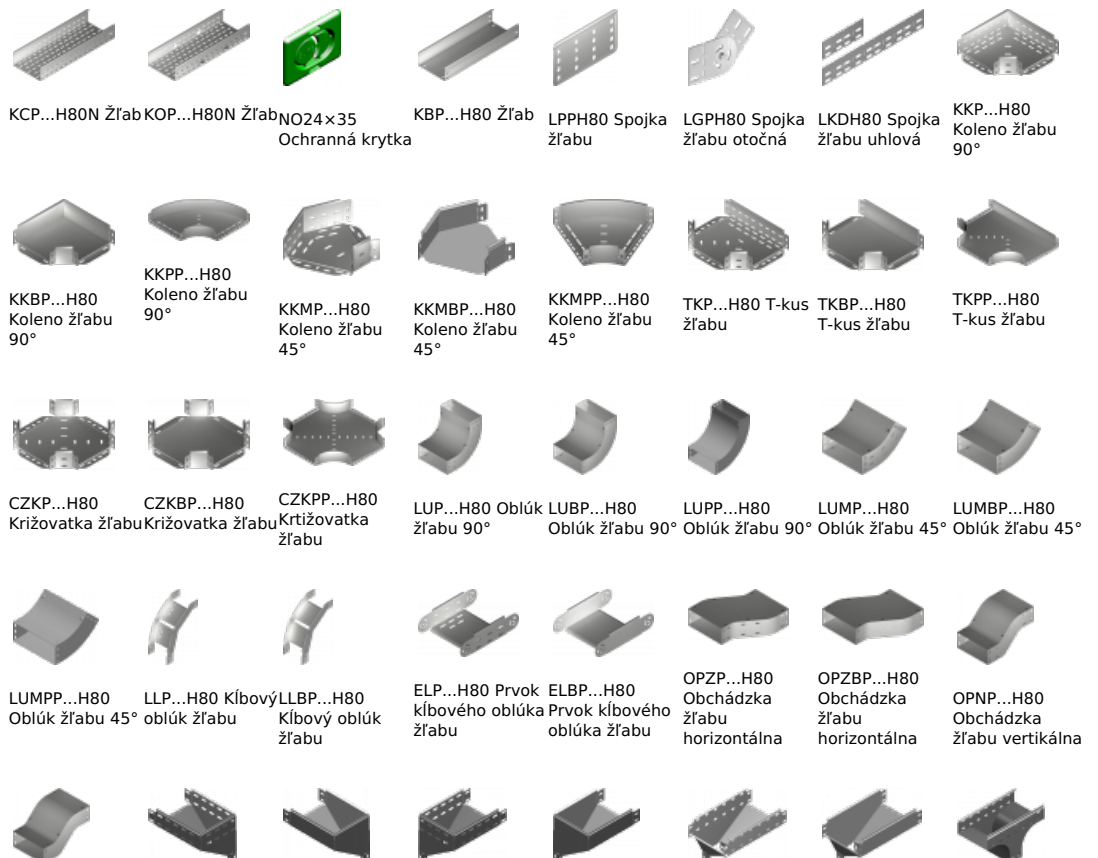 KCP...H80N Žľab
KOP...H80N Žľab
NO24×35
Ochranná krytka
KBP...H80 Žľab
LPPH80 Spojka
žľabu
LGPH80 Spojka
žľabu otočná
LKDH80 Spojka
žľabu uhlová
KKP...H80
Koleno žľabu
90°
KKBP...H80
Koleno žľabu
90°
KKPP...H80
Koleno žľabu
90°
KKMP...H80
Koleno žľabu
45°
KKMBP...H80
Koleno žľabu
45°
KKMPP...H80
Koleno žľabu
45°
TKP...H80 T-kus
žľabu
TKBP...H80
T-kus žľabu
TKPP...H80
T-kus žľabu
CZKP...H80
Križovatka žľabu
CZKBP...H80
Križovatka žľabu
CZKPP...H80
Krtižovatka
žľabu
LUP...H80 Oblúk
žľabu 90°
LUBP...H80
Oblúk žľabu 90°
LUPP...H80
Oblúk žľabu 90°
LUMP...H80
Oblúk žľabu 45°
LUMBP...H80
Oblúk žľabu 45°
LUMPP...H80
Oblúk žľabu 45°
LLP...H80 Kĺbový
oblúk žľabu
LLBP...H80
Kĺbový oblúk
žľabu
ELP...H80 Prvok
kĺbového oblúka
žľabu
ELBP...H80
Prvok kĺbového
oblúka žľabu
OPZP...H80
Obchádzka
žľabu
horizontálna
OPZBP...H80
Obchádzka
žľabu
horizontálna
OPNP...H80
Obchádzka
žľabu vertikálna